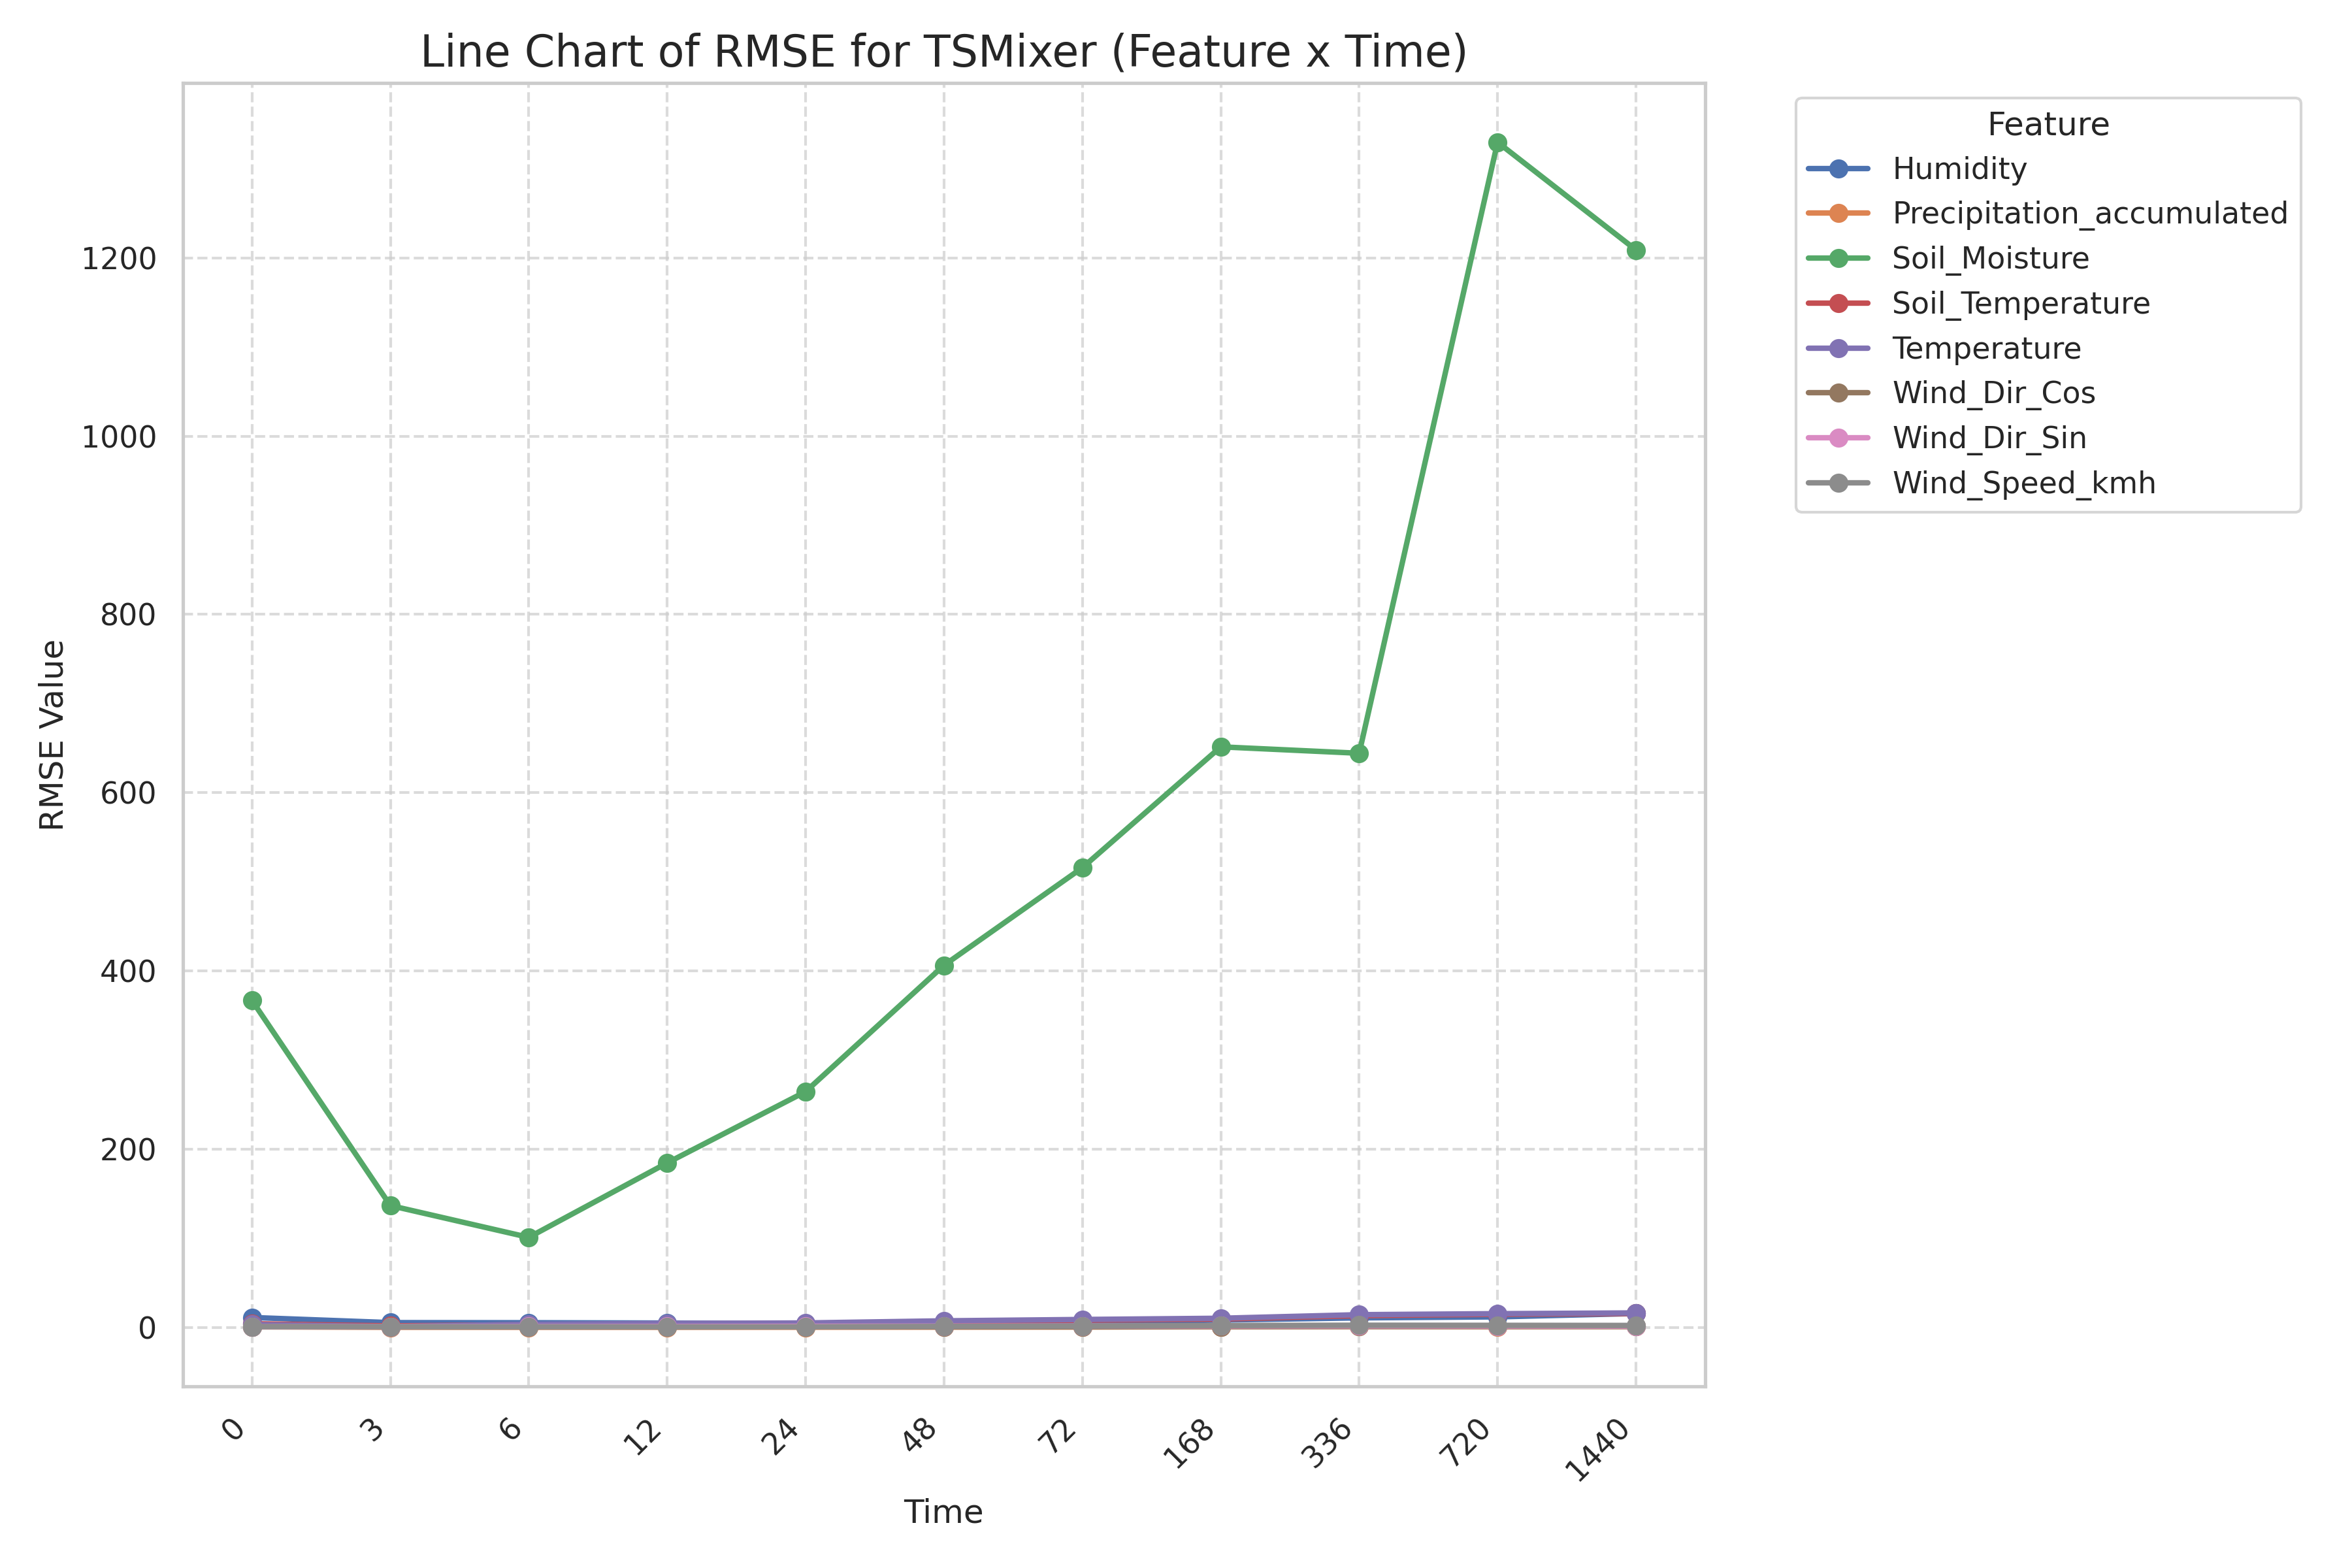 Line Chart of RMSE for TSMixer (Feature x Time)
Feature
Humidity
Precipitation_accumulated
Soil_Moisture
Soil_Temperature
Temperature
Wind_Dir_Cos
Wind_Dir_Sin
Wind_Speed_kmh
RMSE Value
1200
1000
800
600
400
200
0
0 3 6 12 24 48 72 168 336 720 1440
Time